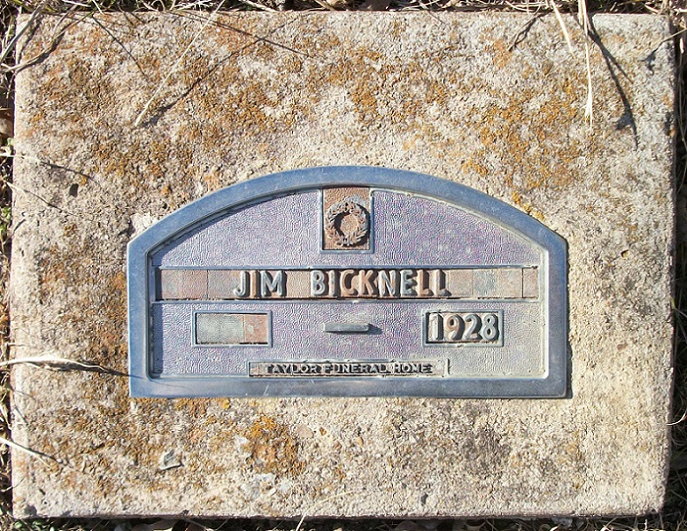 JIM BICKNELL
- 1928
TAYLOR FUNERAL HOME